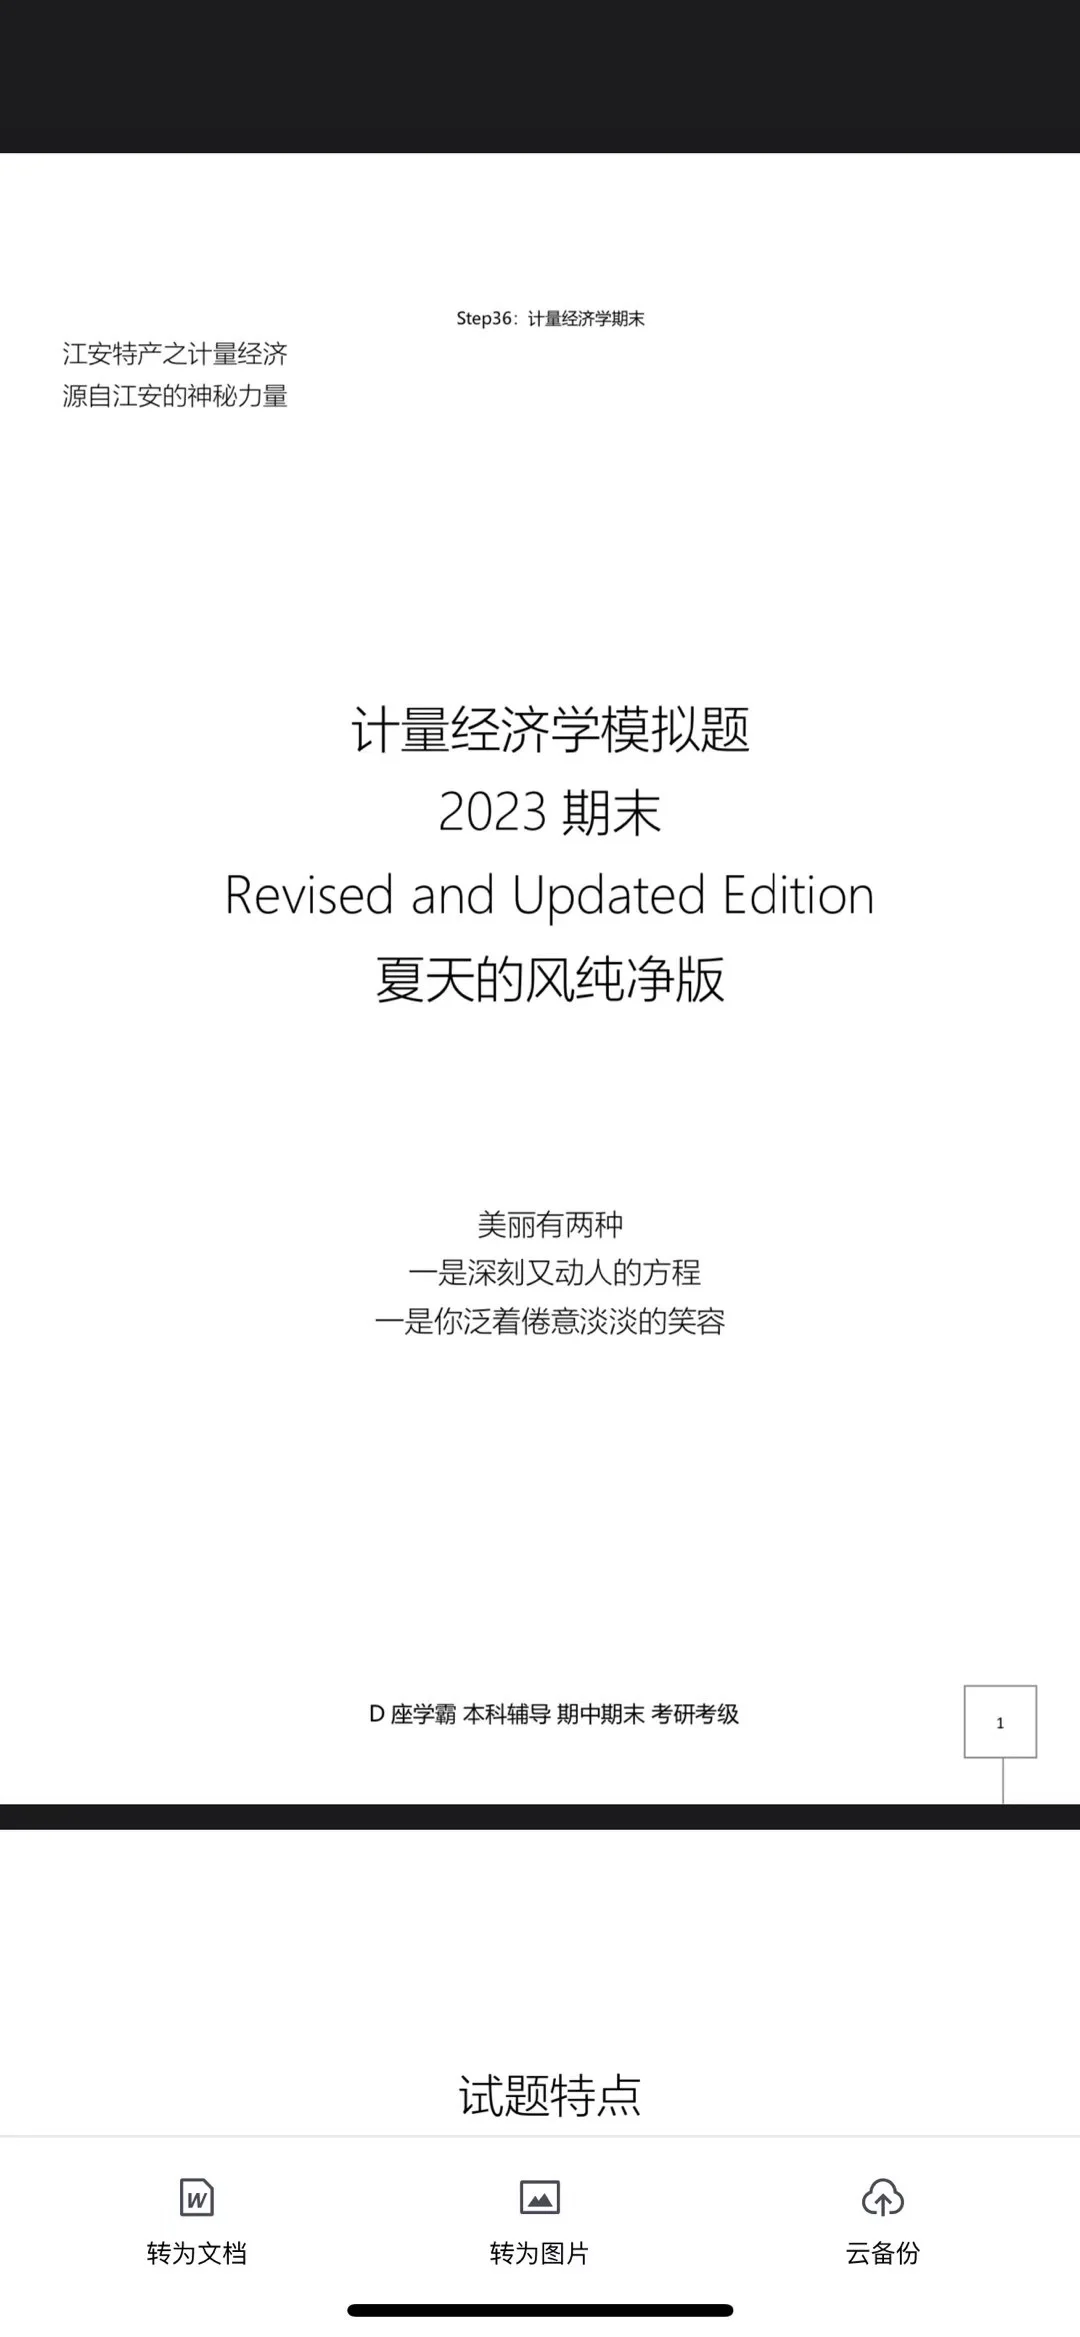 Step36：计量经济学期末
江安特产之计量经济
源自江安的神秘力量
计量经济学模拟题
2023 期末
Revised and Updated Edition
夏天的风纯净版
美丽有两种
一是深刻又动人的方程
一是你泛着倦意淡淡的笑容
D 座学霸 本科辅导 期中期末 考研考级
1
试题特点
W
转为文档
转为图片
云备份